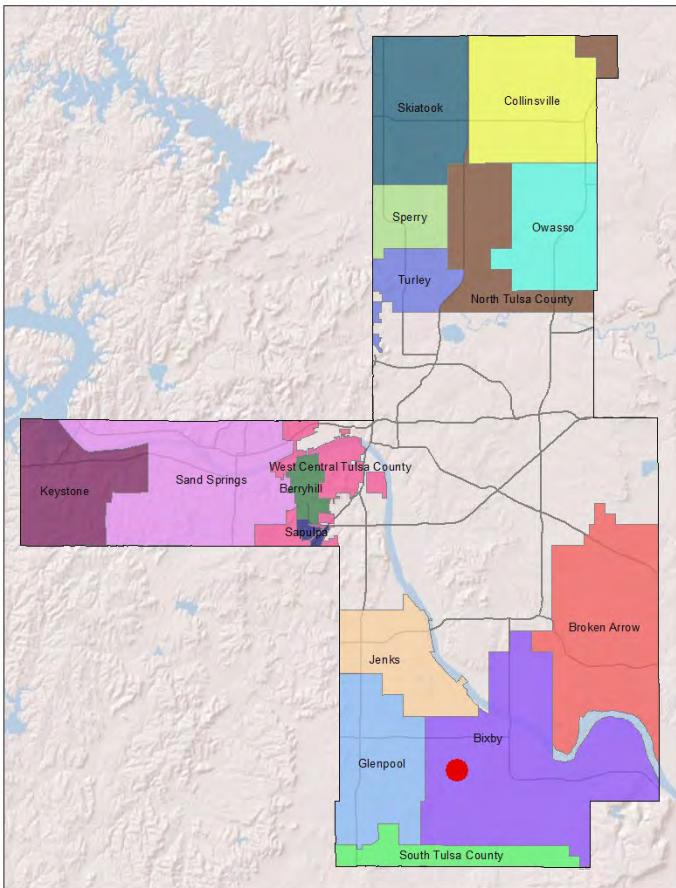 Skiatook
Collinsville
Sperry
Owasso
Turley
North Tulsa County
West Central Tulsa County
Keystone
Sand Springs
Berryhill
Sapulpa
Broken Arrow
Jenks
Bixby
Glenpool
South Tulsa County